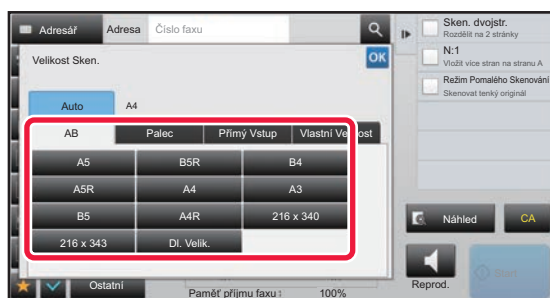 Adresář
Adresa
Číslo faxu
Velikost Sken.
OK
Auto
A4
AB
Palec
Přímý Vstup
Vlastní Velikost
A5
B5R
B4
A5R
A4
A3
B5
A4R
216 x 340
216 x 343
Dl. Velik.
Ostatní
Paměť příjmu faxu :
100%
Sken. dvojstr.
Rozdělit na 2 stránky
N:1
Vložit více stran na stranu A
Režim Pomalého Skenování
Skenovat tenký originál
Náhled
CA
Reprod.
Start